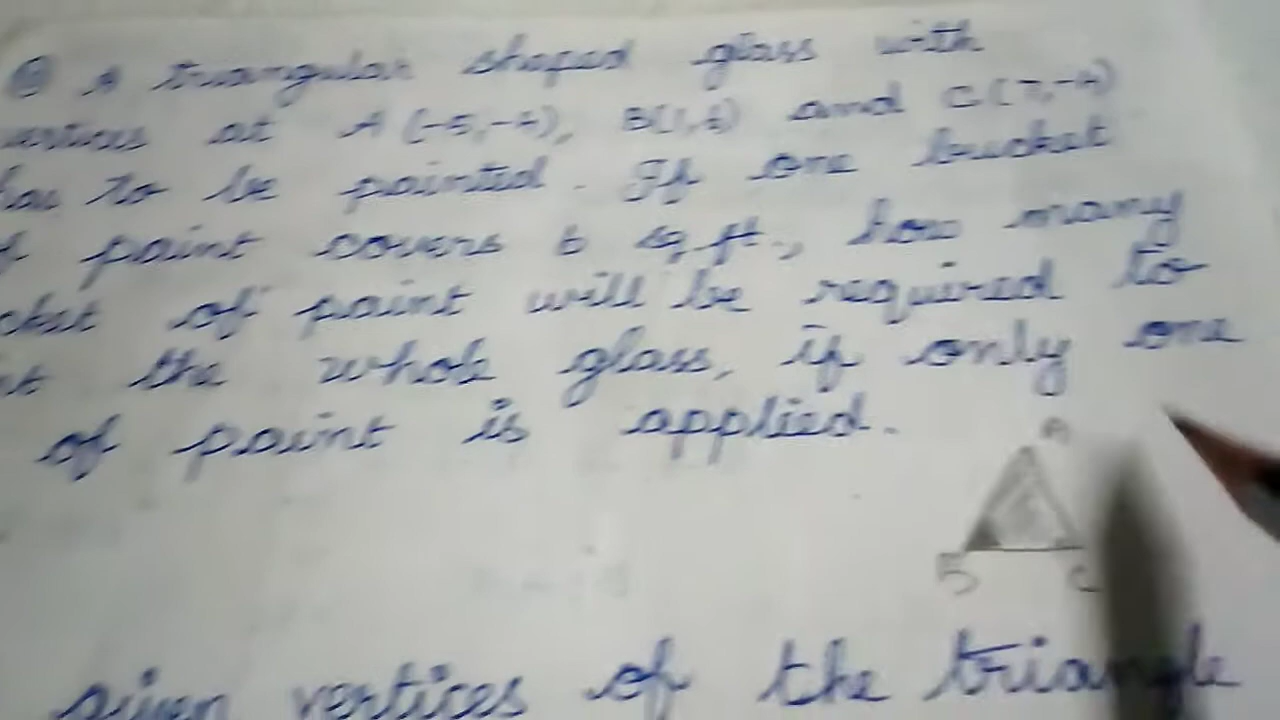 A triangular shaped glass with
vertices at A (-5,-4), B(1,6) and C(7,-4)
has to be painted. If one bucket
of paint covers 6 sq.ft., how many
cket of paint will be required to
nt the whole glass, if only one
of paint is applied.
A
B C
given vertices of the triangle